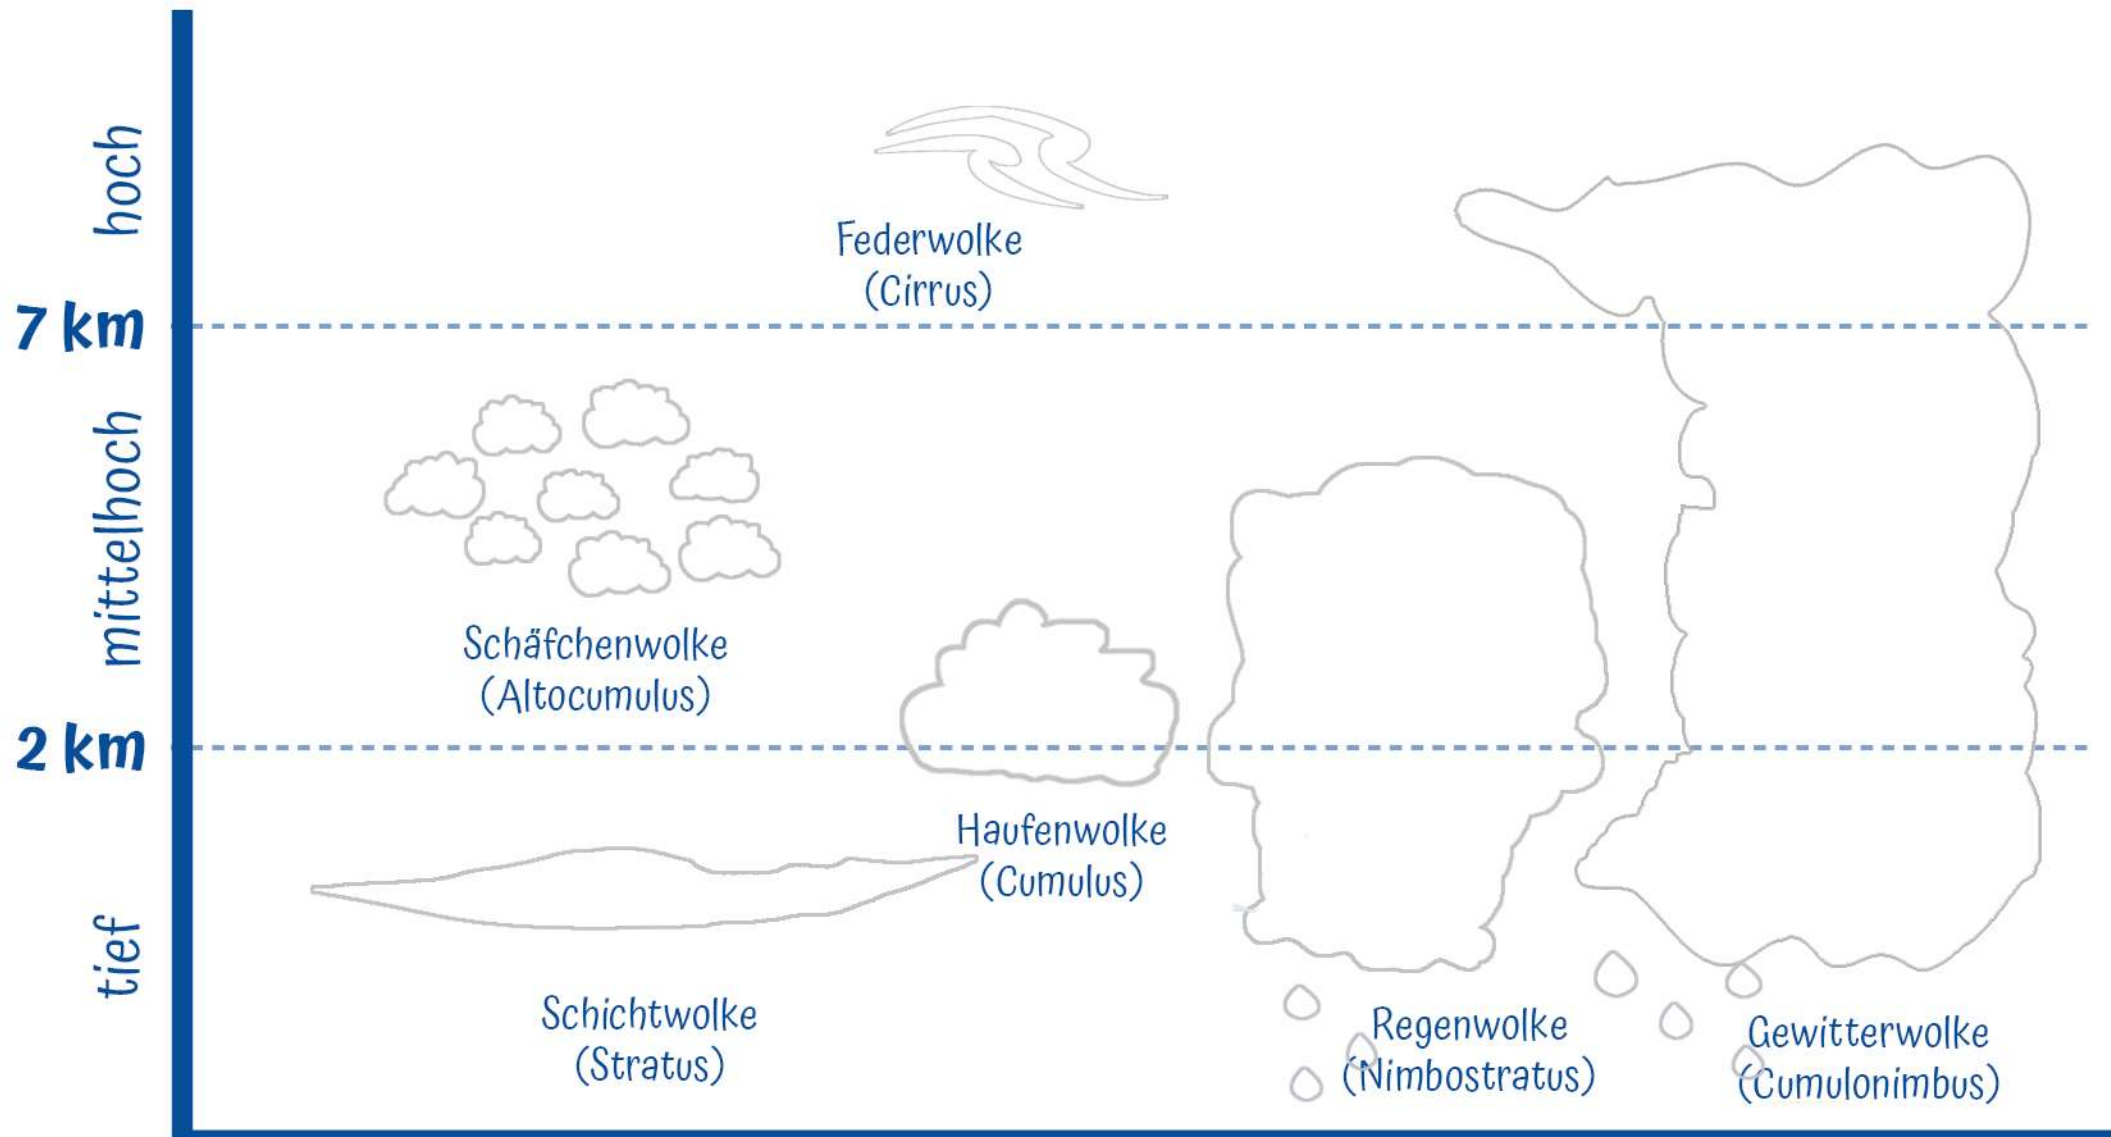 hoch
Federwolke
(Cirrus)
7 km
mittelhoch
Schäfchenwolke
(Altocumulus)
2 km
Haufenwolke
(Cumulus)
tief
Schichtwolke
(Stratus)
Regenwolke
(Nimbostratus)
Gewitterwolke
(Cumulonimbus)